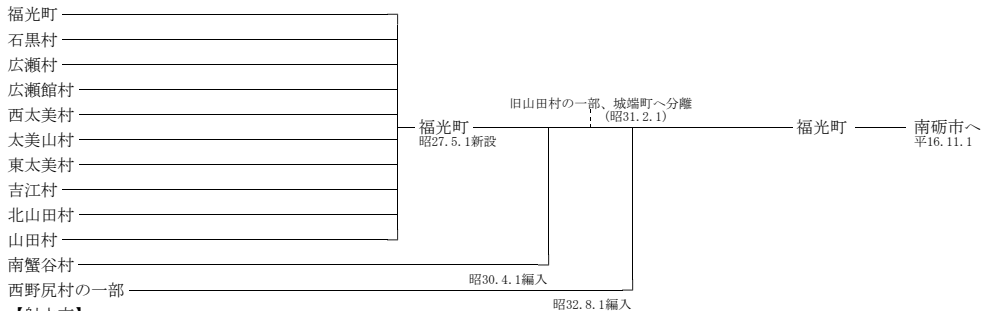 福光町
石黒村
広瀬村
広瀬館村
西太美村
太美山村
東太美村
吉江村
北山田村
山田村
南蟹谷村
西野尻村の一部
福光町
昭27.5.1新設
旧山田村の一部、城端町へ分離
(昭31.2.1)
昭30.4.1編入
昭32.8.1編入
福光町
南砺市へ
平16.11.1